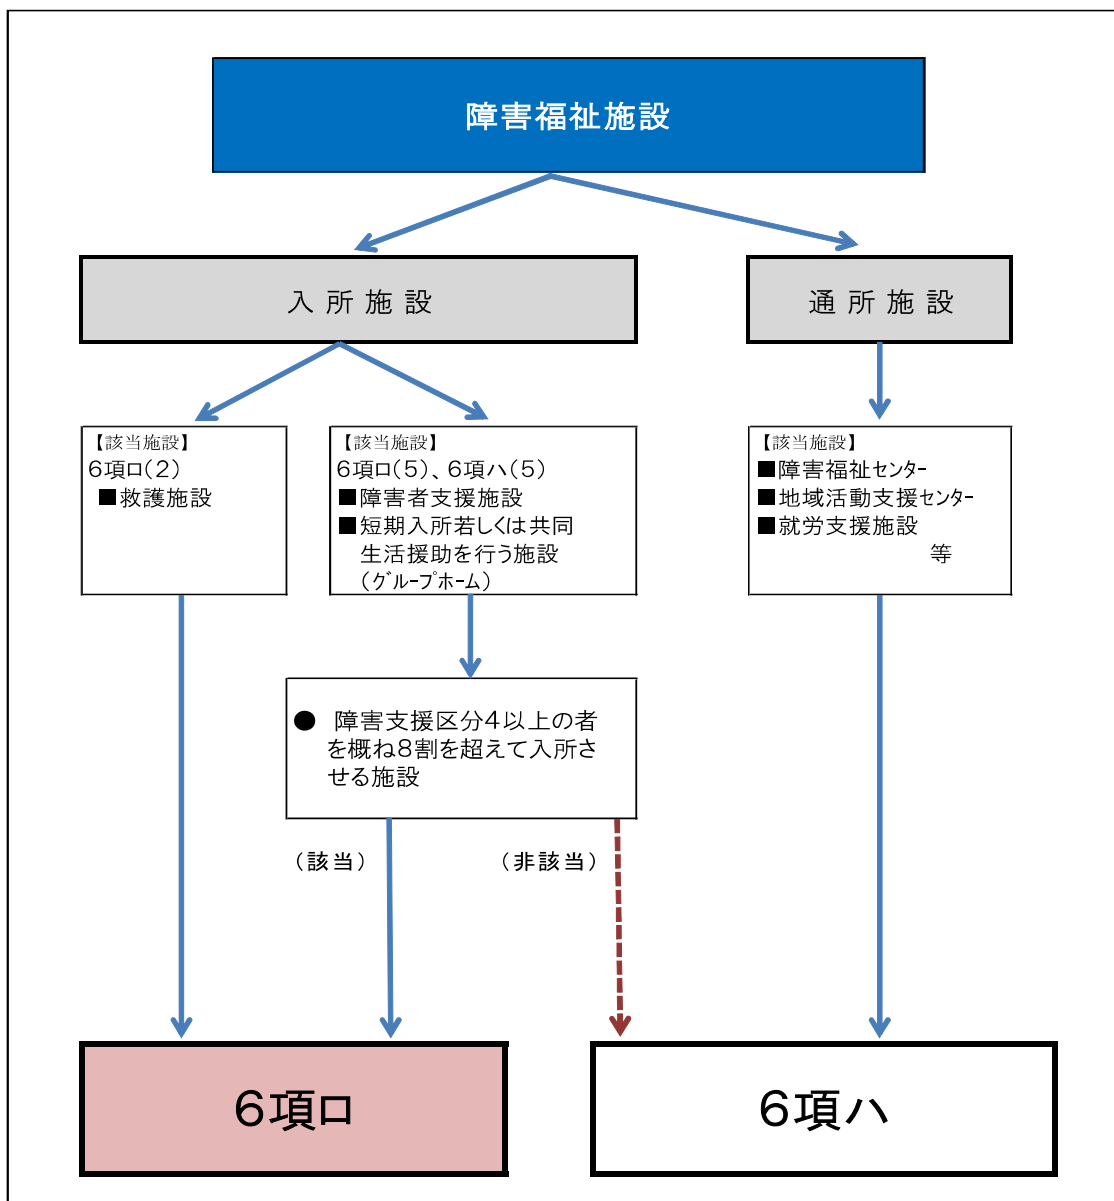 障害福祉施設
入所施設
通所施設
【該当施設】
6項ロ(2)
■救護施設
【該当施設】
6項ロ(5)、6項ハ(5)
■障害者支援施設
■短期入所若しくは共同
生活援助を行う施設
(グループホーム)
【該当施設】
■障害福祉センター
■地域活動支援センター
■就労支援施設
等
● 障害支援区分4以上の者
を概ね8割を超えて入所さ
せる施設
(該当)
(非該当)
6項ロ
6項ハ